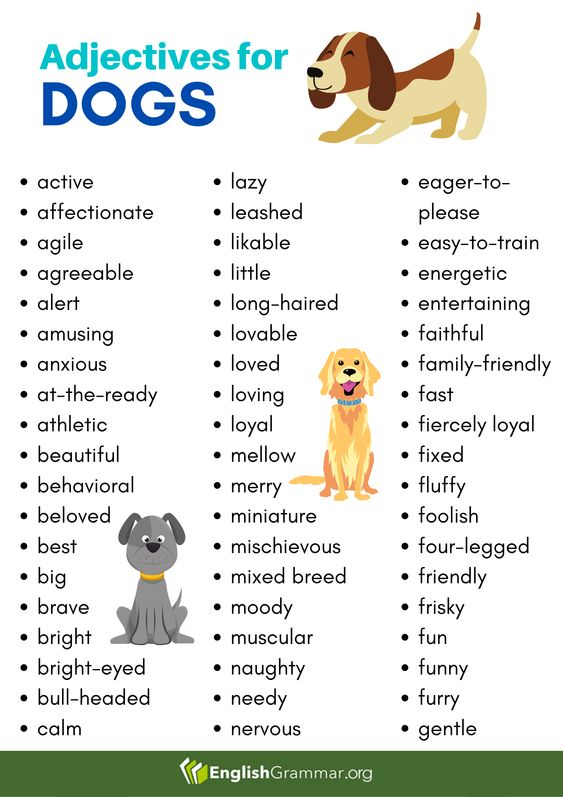 Adjectives for
DOGS
• active
• affectionate
• agile
• agreeable
• alert
• amusing
• anxious
• at-the-ready
• athletic
• beautiful
• behavioral
• beloved
• best
• big
• brave
• bright
• bright-eyed
• bull-headed
• calm
• lazy
• leashed
• likable
• little
• long-haired
• lovable
• loved
• loving
• loyal
• mellow
• merry
• miniature
• mischievous
• mixed breed
• moody
• muscular
• naughty
• needy
• nervous
• eager-to-
please
• easy-to-train
• energetic
• entertaining
• faithful
• family-friendly
• fast
• fiercely loyal
• fixed
• fluffy
• foolish
• four-legged
• friendly
• frisky
• fun
• funny
• furry
• gentle
EnglishGrammar.org